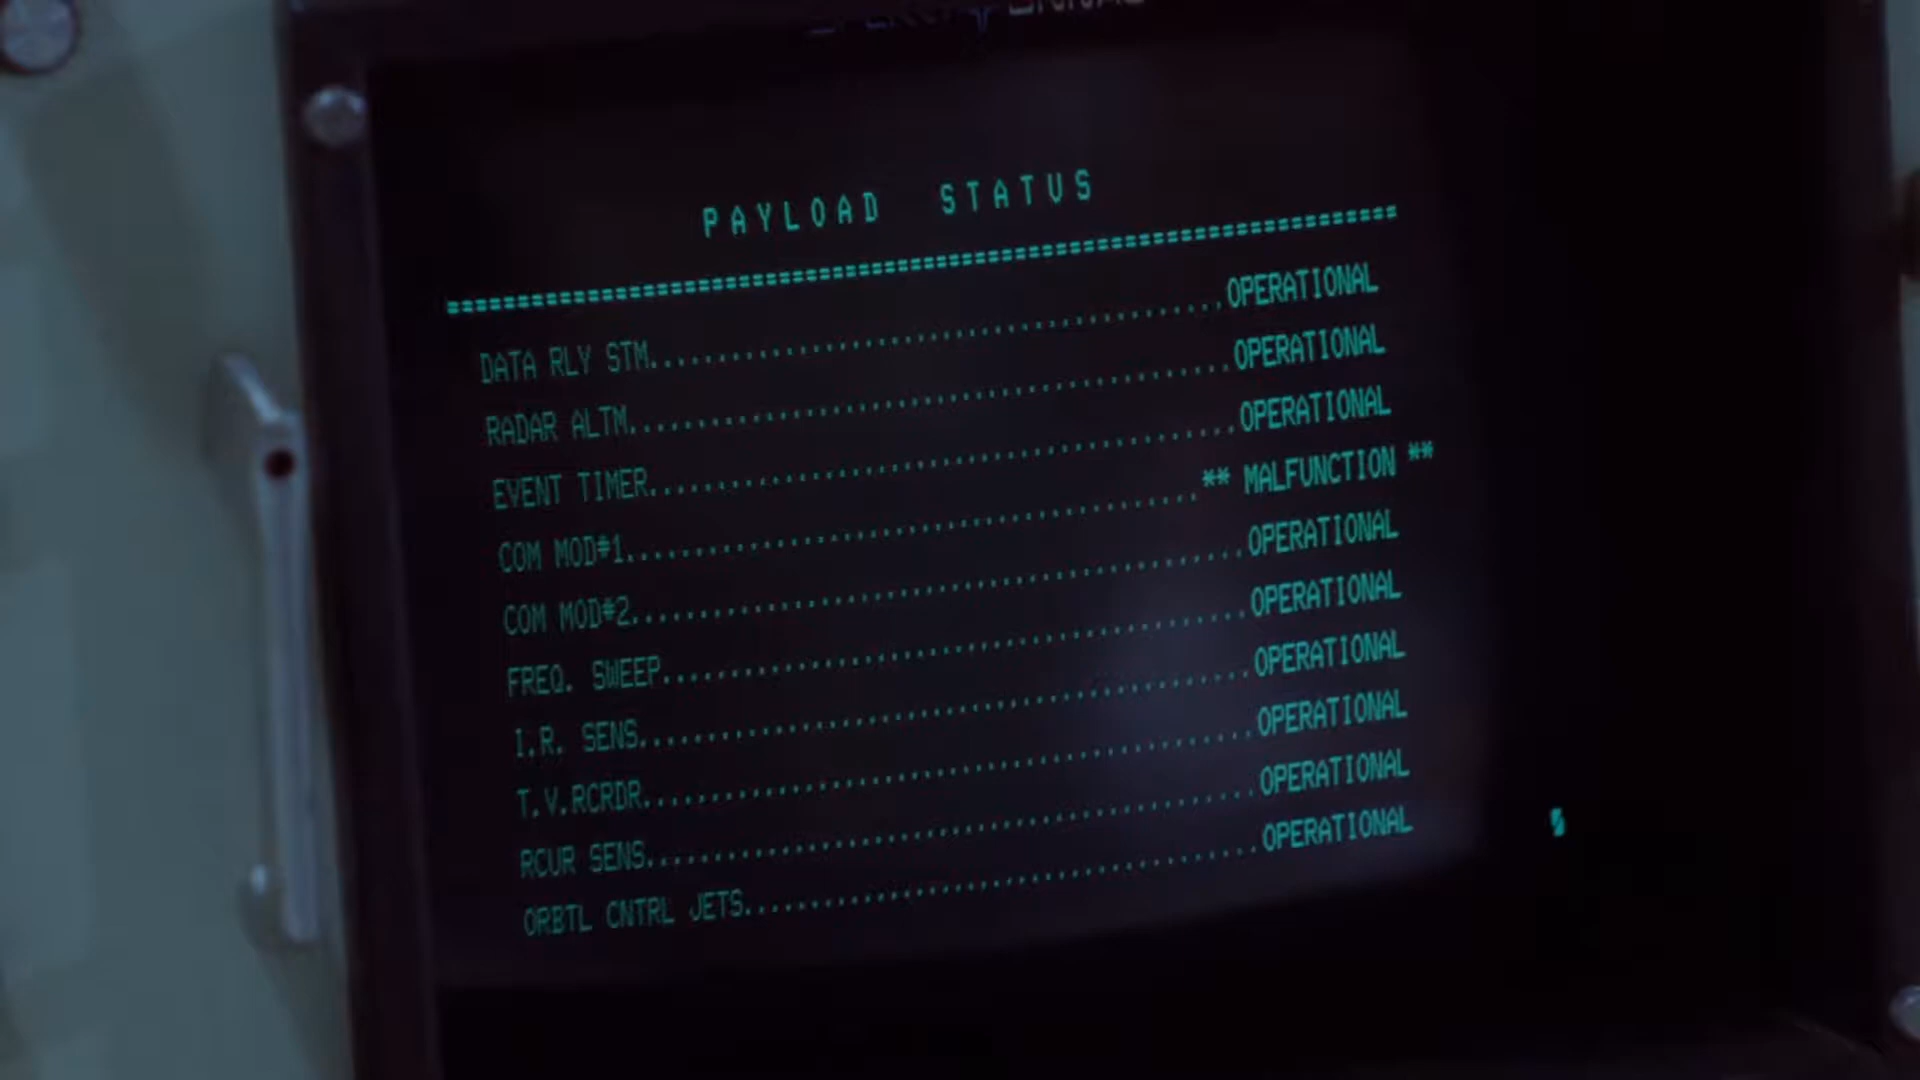 PAYLOAD STATUS
======================================================================
DATA RLY STM..........................................OPERATIONAL
RADAR ALTM............................................OPERATIONAL
EVENT TIMER...........................................OPERATIONAL
COM MOD#1.........................................** MALFUNCTION **
COM MOD#2.............................................OPERATIONAL
FREQ. SWEEP...........................................OPERATIONAL
I.R. SENS.............................................OPERATIONAL
T.V.RCRDR.............................................OPERATIONAL
RCUR SENS.............................................OPERATIONAL
ORBTL CNTRL JETS......................................OPERATIONAL